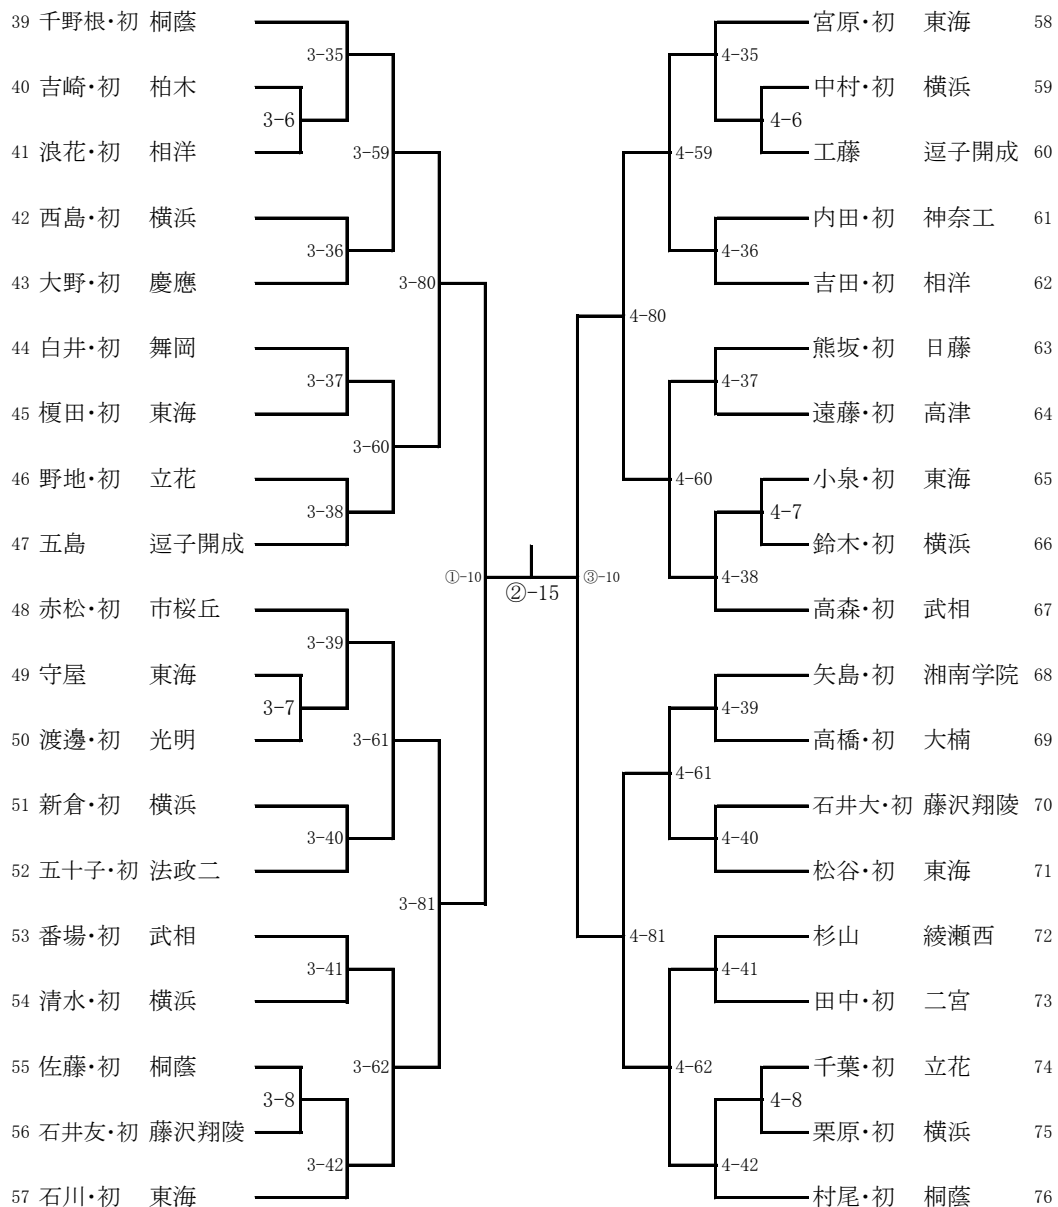 39 千野根・初 桐蔭
3-35
40 吉崎・初 柏木
3-6
41 浪花・初 相洋
3-59
42 西島・初 横浜
3-36
43 大野・初 慶應
3-80
44 白井・初 舞岡
3-37
45 榎田・初 東海
3-60
46 野地・初 立花
3-38
47 五島 逗子開成
①-10
48 赤松・初 市桜丘
3-39
49 守屋 東海
3-7
50 渡邊・初 光明
3-61
51 新倉・初 横浜
3-40
52 五十子・初 法政二
3-81
53 番場・初 武相
3-41
54 清水・初 横浜
55 佐藤・初 桐蔭
3-62
3-8
56 石井友・初 藤沢翔陵
3-42
57 石川・初 東海
②-15
宮原・初 東海 58
4-35
中村・初 横浜 59
4-6
工藤 逗子開成 60
4-59
内田・初 神奈工 61
4-36
吉田・初 相洋 62
4-80
熊坂・初 日藤 63
4-37
遠藤・初 高津 64
4-60
小泉・初 東海 65
4-7
鈴木・初 横浜 66
③-10
4-38
高森・初 武相 67
矢島・初 湘南学院 68
4-39
高橋・初 大楠 69
4-61
石井大・初 藤沢翔陵 70
4-40
松谷・初 東海 71
4-81
杉山 綾瀬西 72
4-41
田中・初 二宮 73
4-62
千葉・初 立花 74
4-8
栗原・初 横浜 75
4-42
村尾・初 桐蔭 76